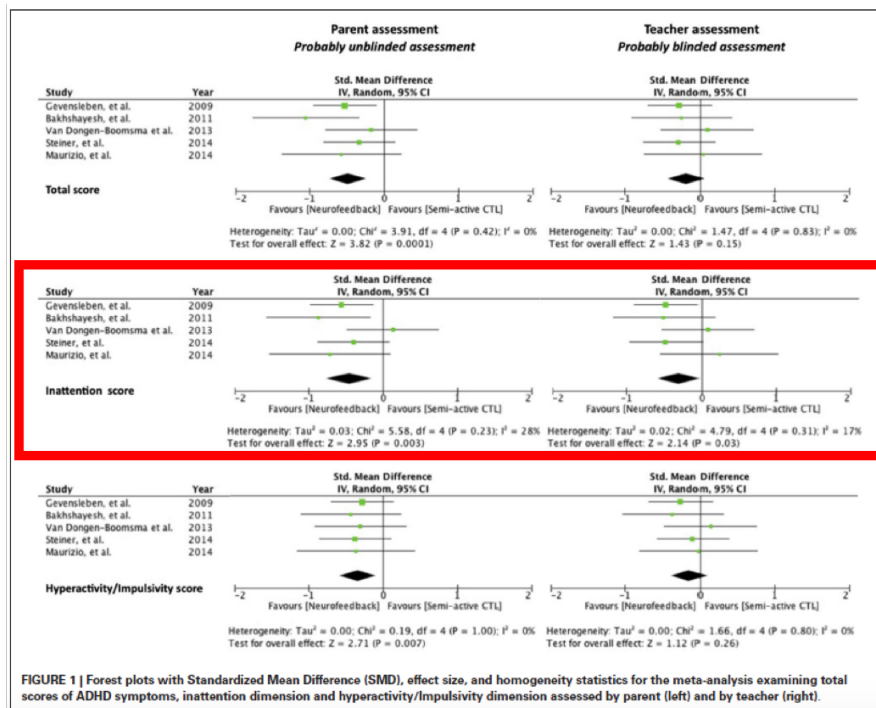 Parent assessment
Probably unblinded assessment
Teacher assessment
Probably blinded assessment
Std. Mean Difference
IV, Random, 95% CI
Std. Mean Difference
IV, Random, 95% CI
Study Year
Gevensleben, et al. 2009
Bakhshayesh, et al. 2011
Van Dongen-Boomsma et al. 2013
Steiner, et al. 2014
Maurizio, et al. 2014
Total score
-2 -1 0 1 2
Favours [Neurofeedback] Favours [Semi-active CTL]
-2 -1 0 1 2
Favours [Neurofeedback] Favours [Semi-active CTL]
Heterogeneity: Tau² = 0.00; Chi² = 3.91, df = 4 (P = 0.42); I² = 0%
Test for overall effect: Z = 3.82 (P = 0.0001)
Heterogeneity: Tau² = 0.00; Chi² = 1.47, df = 4 (P = 0.83); I² = 0%
Test for overall effect: Z = 1.43 (P = 0.15)
Std. Mean Difference
IV, Random, 95% CI
Std. Mean Difference
IV, Random, 95% CI
Study Year
Gevensleben, et al. 2009
Bakhshayesh, et al. 2011
Van Dongen-Boomsma et al. 2013
Steiner, et al. 2014
Maurizio, et al. 2014
Inattention score
-2 -1 0 1 2
Favours [Neurofeedback] Favours [Semi-active CTL]
-2 -1 0 1 2
Favours [Neurofeedback] Favours [Semi-active CTL]
Heterogeneity: Tau² = 0.03; Chi² = 5.58, df = 4 (P = 0.23); I² = 28%
Test for overall effect: Z = 2.95 (P = 0.003)
Heterogeneity: Tau² = 0.02; Chi² = 4.79, df = 4 (P = 0.31); I² = 17%
Test for overall effect: Z = 2.14 (P = 0.03)
Std. Mean Difference
IV, Random, 95% CI
Std. Mean Difference
IV, Random, 95% CI
Study Year
Gevensleben, et al. 2009
Bakhshayesh, et al. 2011
Van Dongen-Boomsma et al. 2013
Steiner, et al. 2014
Maurizio, et al. 2014
Hyperactivity/Impulsivity score
-2 -1 0 1 2
Favours [Neurofeedback] Favours [Semi-active CTL]
-2 -1 0 1 2
Favours [Neurofeedback] Favours [Semi-active CTL]
Heterogeneity: Tau² = 0.00; Chi² = 0.19, df = 4 (P = 1.00); I² = 0%
Test for overall effect: Z = 2.71 (P = 0.007)
Heterogeneity: Tau² = 0.00; Chi² = 1.66, df = 4 (P = 0.80); I² = 0%
Test for overall effect: Z = 1.12 (P = 0.26)
FIGURE 1 | Forest plots with Standardized Mean Difference (SMD), effect size, and homogeneity statistics for the meta-analysis examining total
scores of ADHD symptoms, inattention dimension and hyperactivity/Impulsivity dimension assessed by parent (left) and by teacher (right).